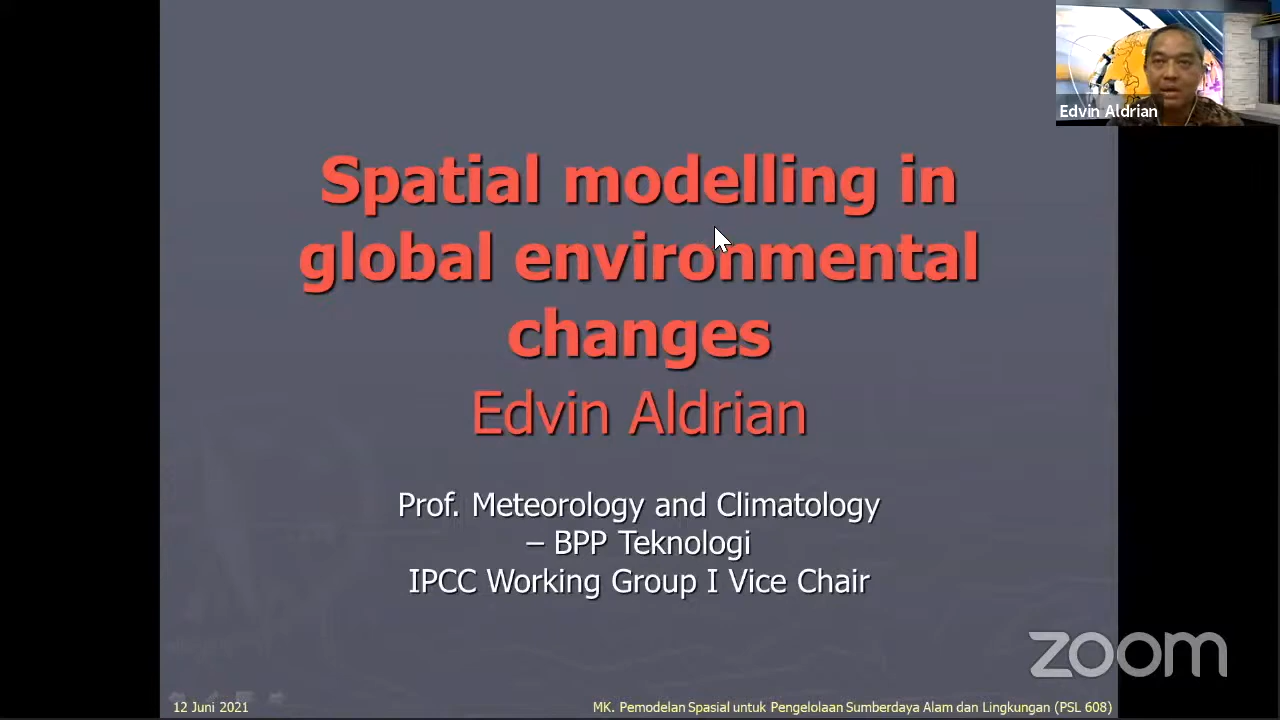 Edvin Aldrian
Spatial modelling in
global environmental
changes
Edvin Aldrian
Prof. Meteorology and Climatology
– BPP Teknologi
IPCC Working Group I Vice Chair
zoom
12 Juni 2021
MK. Pemodelan Spasial untuk Pengelolaan Sumberdaya Alam dan Lingkungan (PSL 608)